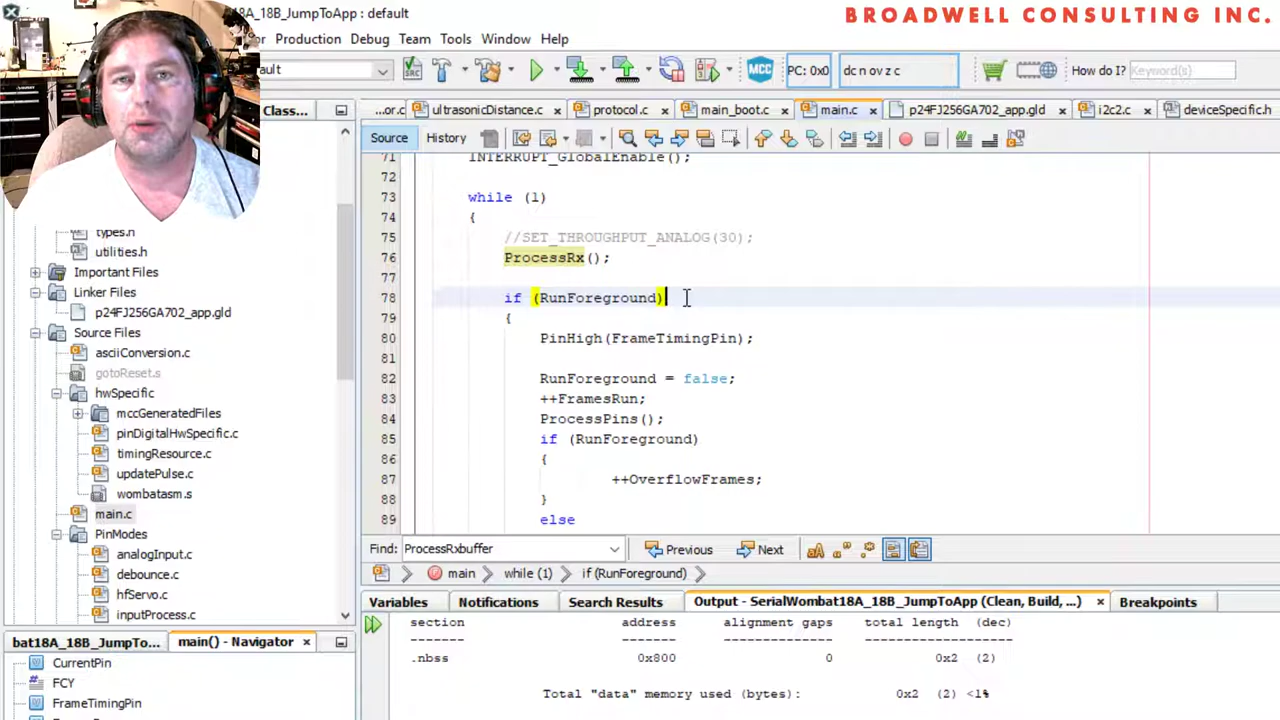 BROADWELL CONSULTING INC.
18A_18B_JumpToApp : default
or Production Debug Team Tools Window Help
ault
PC: 0x0
dc n ov z c
How do I? Keyword(s)
Class...
...or.c ultrasonicDistance.c protocol.c main_boot.c main.c p24FJ256GA702_app.gld i2c2.c deviceSpecific.h
Source History
71 INTERRUPT_GlobalEnable();
72
73 while (1)
74 {
75 //SET_THROUGHPUT_ANALOG(30);
76 ProcessRx();
77
78 if (RunForeground)
79 {
80 PinHigh(FrameTimingPin);
81
82 RunForeground = false;
83 ++FramesRun;
84 ProcessPins();
85 if (RunForeground)
86 {
87 ++OverflowFrames;
88 }
89 else
types.h
utilities.h
Important Files
Linker Files
p24FJ256GA702_app.gld
Source Files
asciiConversion.c
gotoReset.s
hwSpecific
mccGeneratedFiles
pinDigitalHwSpecific.c
timingResource.c
updatePulse.c
wombatasm.s
main.c
PinModes
analogInput.c
debounce.c
hfServo.c
inputProcess.c
Find: ProcessRxbuffer Previous Next
main while (1) if (RunForeground)
Variables Notifications Search Results Output - SerialWombat18A_18B_JumpToApp (Clean, Build, ...) Breakpoints
section address alignment gaps total length (dec)
------- ------- -------------- -------------------
.nbss 0x800 0 0x2 (2)
Total "data" memory used (bytes): 0x2 (2) <1%
bat18A_18B_JumpTo... main() - Navigator
CurrentPin
FCY
FrameTimingPin